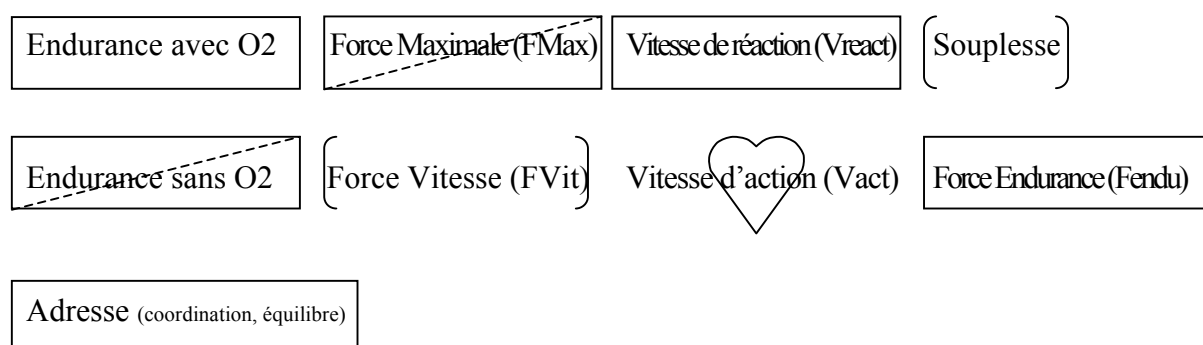 Endurance avec O2 Force Maximale (FMax) Vitesse de réaction (Vreact) Souplesse
Endurance sans O2 Force Vitesse (FVit) Vitesse d’action (Vact) Force Endurance (Fendu)
Adresse (coordination, équilibre)